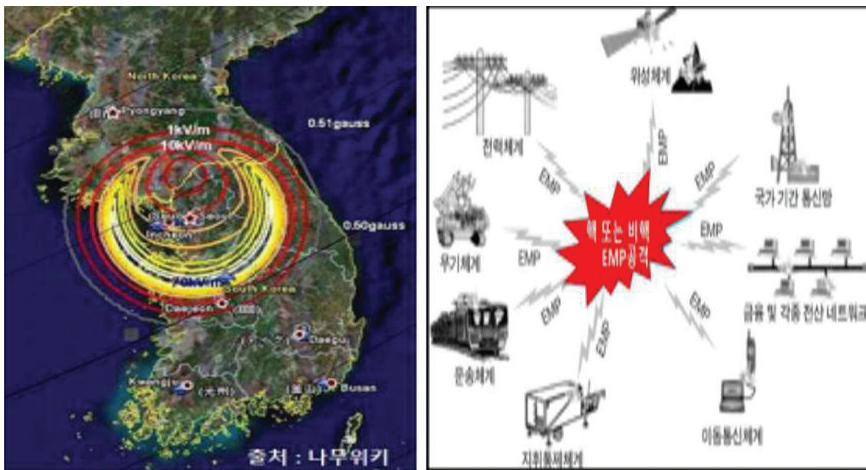 North Korea
Pyongyang
0.51gauss
1kV/m
10kV/m
Seoul
Incheon
0.50gauss
70kV/m
South Korea
Daejeon
Daegu
Kwangju
Busan
출처 : 나무위키
위성체계
전력체계
국가 기간 통신망
무기체계
핵 또는 비핵
EMP공격
금융 및 각종 전산 네트워크
운송체계
이동통신체계
지휘통제체계
EMP
EMP
EMP
EMP
EMP
EMP
EMP
EMP